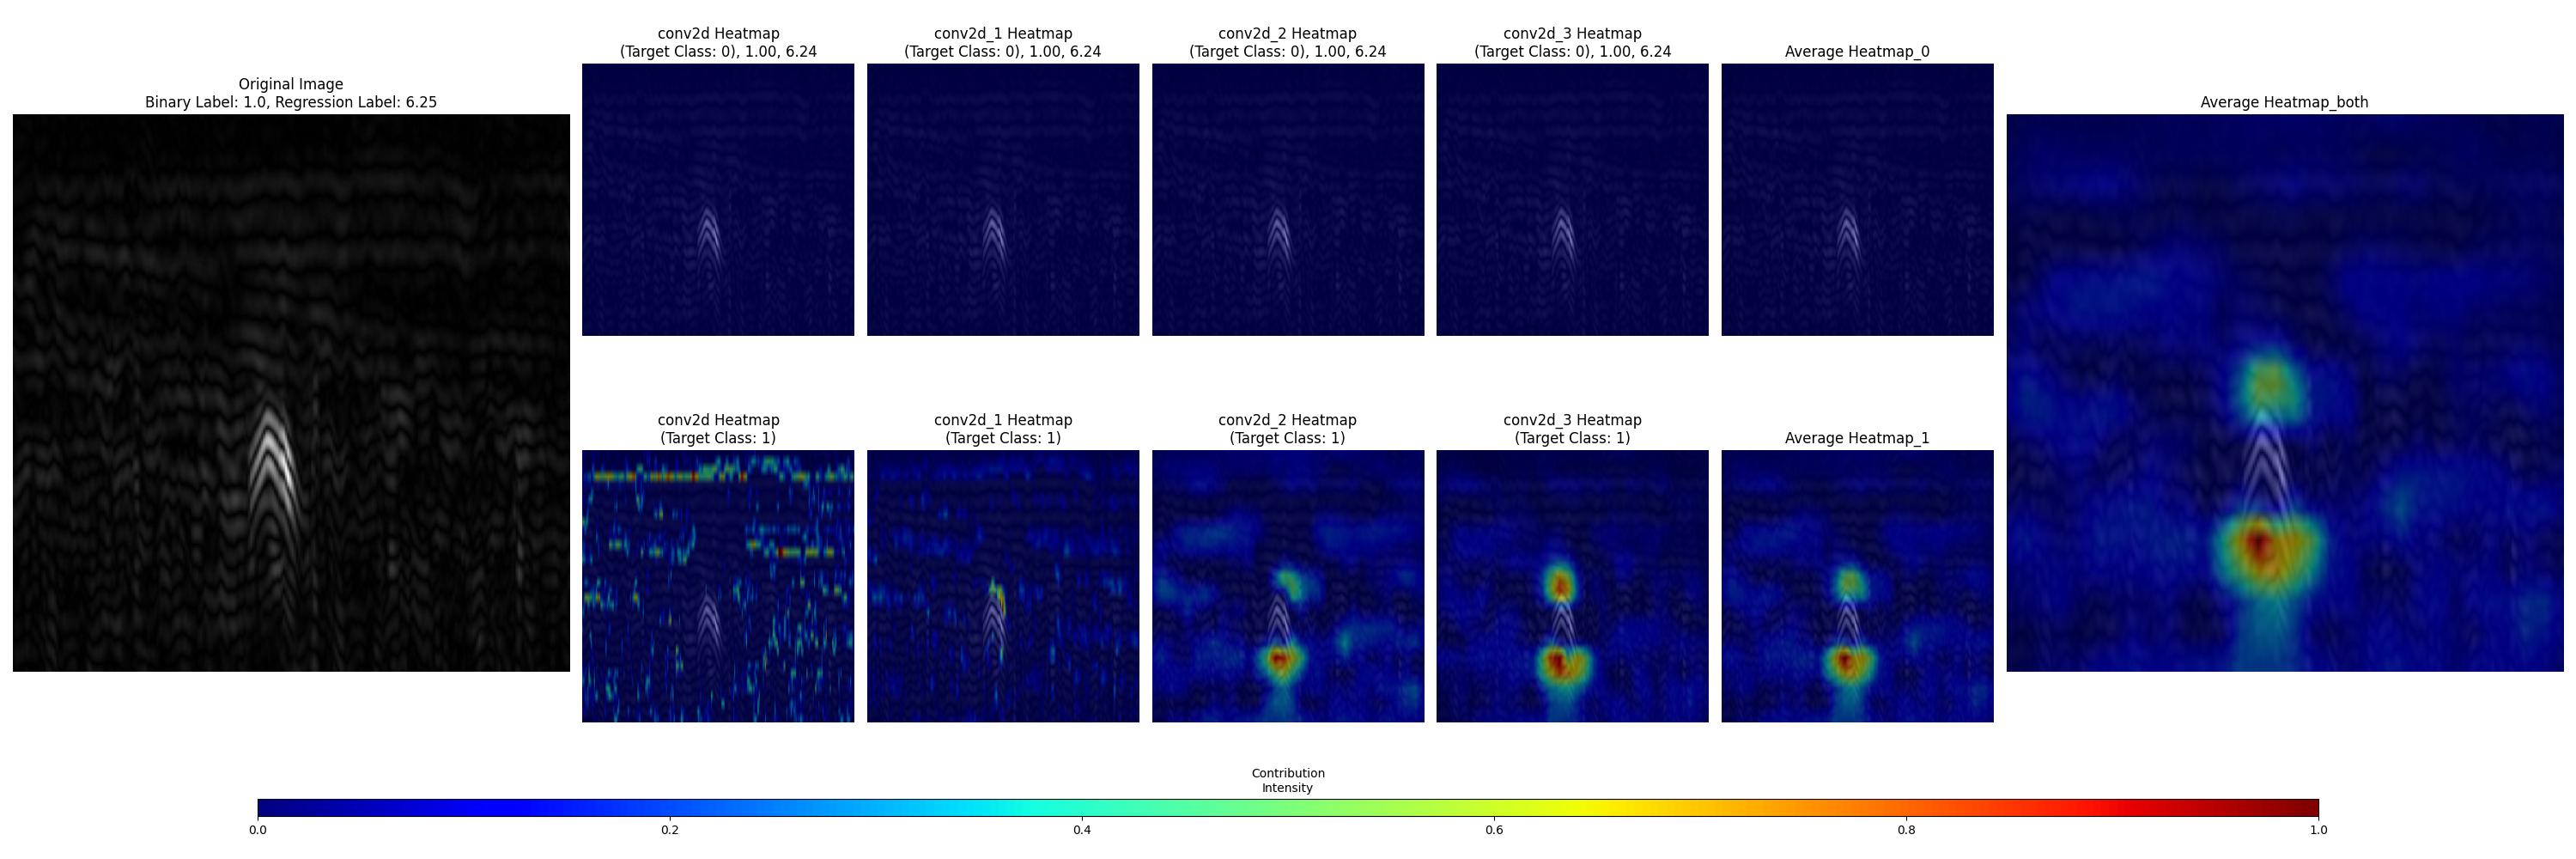 Original Image
Binary Label: 1.0, Regression Label: 6.25
conv2d Heatmap
(Target Class: 0), 1.00, 6.24
conv2d_1 Heatmap
(Target Class: 0), 1.00, 6.24
conv2d_2 Heatmap
(Target Class: 0), 1.00, 6.24
conv2d_3 Heatmap
(Target Class: 0), 1.00, 6.24
Average Heatmap_0
Average Heatmap_both
conv2d Heatmap
(Target Class: 1)
conv2d_1 Heatmap
(Target Class: 1)
conv2d_2 Heatmap
(Target Class: 1)
conv2d_3 Heatmap
(Target Class: 1)
Average Heatmap_1
Contribution
Intensity
0.0 0.2 0.4 0.6 0.8 1.0